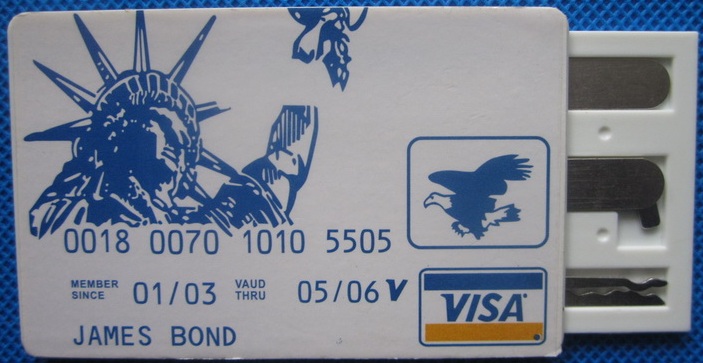 0018 0070 1010 5505
MEMBER SINCE 01/03 VAUD THRU 05/06 V
VISA
JAMES BOND